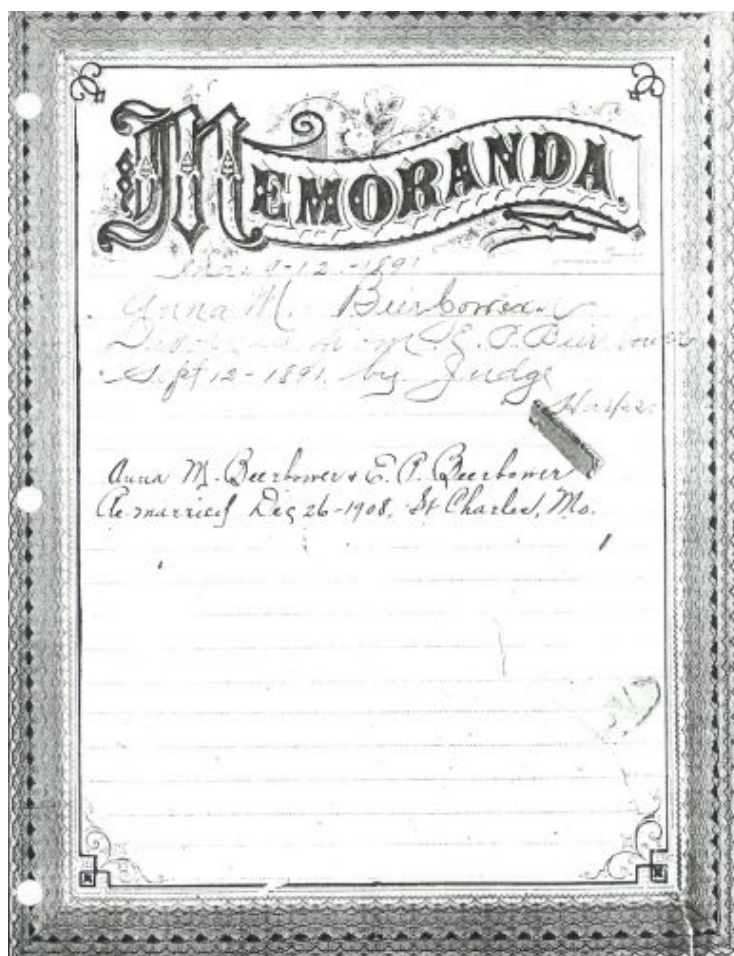 MEMORANDA.
9-12-1891
Anna M. Beerbower
Divorced from E. P. Beerbower
Sept 12-1891. by Judge
Anna M. Beerbower & E. P. Beerbower
Re-married Dec 26-1908, St Charles, Mo.